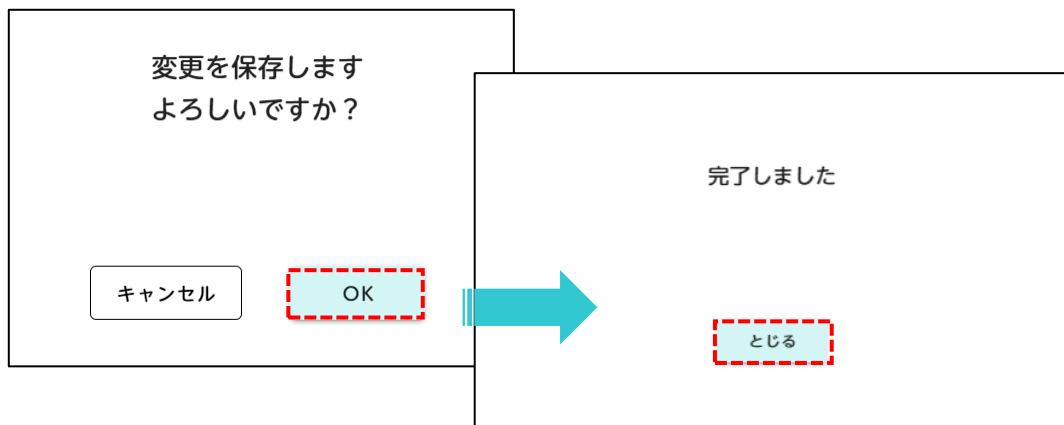 変更を保存します
よろしいですか？
キャンセル
OK
完了しました
とじる